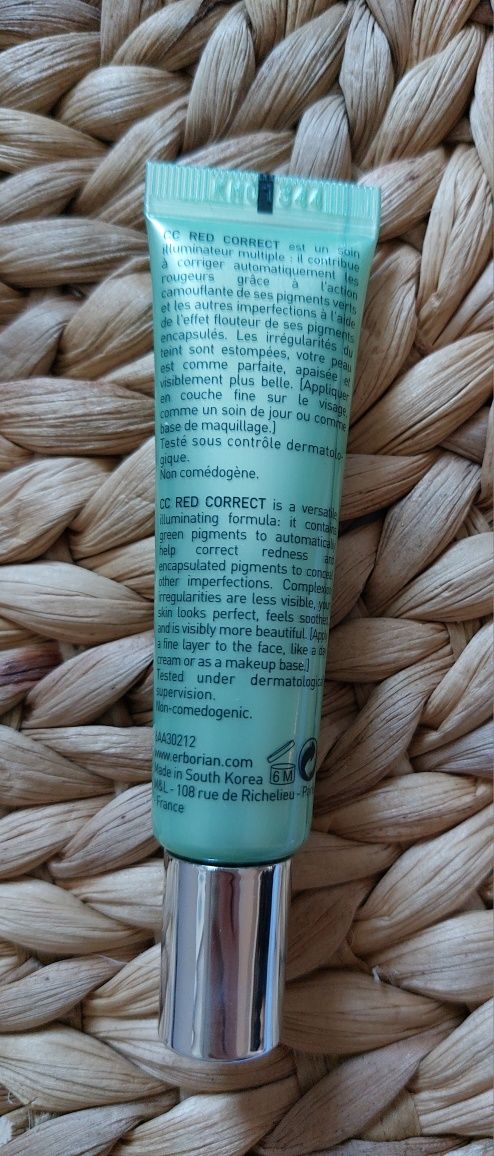 CC RED CORRECT est un soin
illuminateur multiple : il contribue
à corriger automatiquement les
rougeurs grâce à l'action
camouflante de ses pigments verts
et les autres imperfections à l'aide
de l'effet flouteur de ses pigments
encapsulés. Les irrégularités du
teint sont estompées, votre peau
est comme parfaite, apaisée et
visiblement plus belle. [Appliquer
en couche fine sur le visage,
comme un soin de jour ou comme
base de maquillage.]
Testé sous contrôle dermatolo-
gique.
Non comédogène.
CC RED CORRECT is a versatile
illuminating formula: it contains
green pigments to automatically
help correct redness and
encapsulated pigments to conceal
other imperfections. Complexion
irregularities are less visible, your
skin looks perfect, feels soothed,
and is visibly more beautiful. [Apply
a fine layer to the face, like a day
cream or as a makeup base.]
Tested under dermatological
supervision.
Non-comedogenic.
6AA30212
www.erborian.com
Made in South Korea 6 M
M&L - 108 rue de Richelieu - Paris
- France